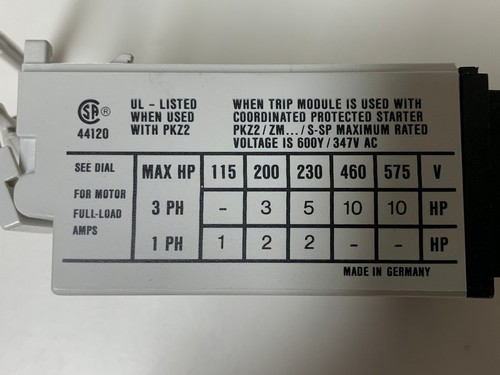 SA ®
44120
UL - LISTED
WHEN USED
WITH PKZ2
WHEN TRIP MODULE IS USED WITH
COORDINATED PROTECTED STARTER
PKZ2/ZM.../S-SP MAXIMUM RATED
VOLTAGE IS 600Y/347V AC
SEE DIAL
FOR MOTOR
FULL-LOAD
AMPS
MAX HP 115 200 230 460 575 V
3 PH - 3 5 10 10 HP
1 PH 1 2 2 - - HP
MADE IN GERMANY